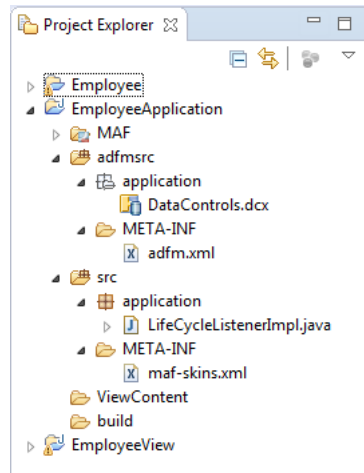 Project Explorer
Employee
EmployeeApplication
MAF
adfmsrc
application
DataControls.dcx
META-INF
adfm.xml
src
application
LifeCycleListenerImpl.java
META-INF
maf-skins.xml
ViewContent
build
EmployeeView